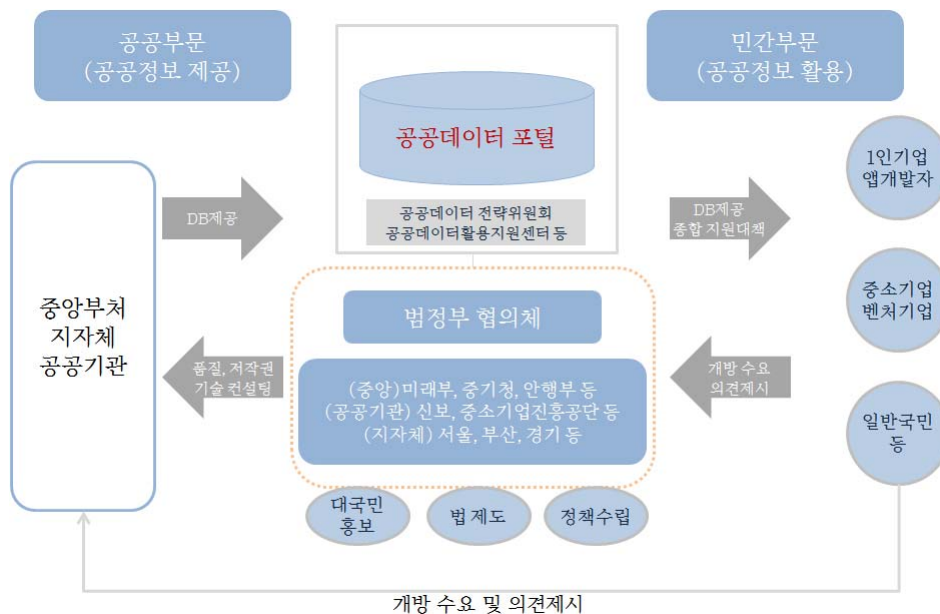 공공부문
(공공정보 제공)
민간부문
(공공정보 활용)
공공데이터 포털
공공데이터 전략위원회
공공데이터활용지원센터 등
DB제공
DB제공
종합 지원대책
1인기업
앱개발자
중소기업
벤처기업
일반국민
등
중앙부처
지자체
공공기관
범정부 협의체
(중앙)미래부, 중기청, 안행부 등
(공공기관) 신보, 중소기업진흥공단 등
(지자체) 서울, 부산, 경기 등
품질, 저작권
기술 컨설팅
개방 수요
의견제시
대국민
홍보
법 제도
정책수립
개방 수요 및 의견제시